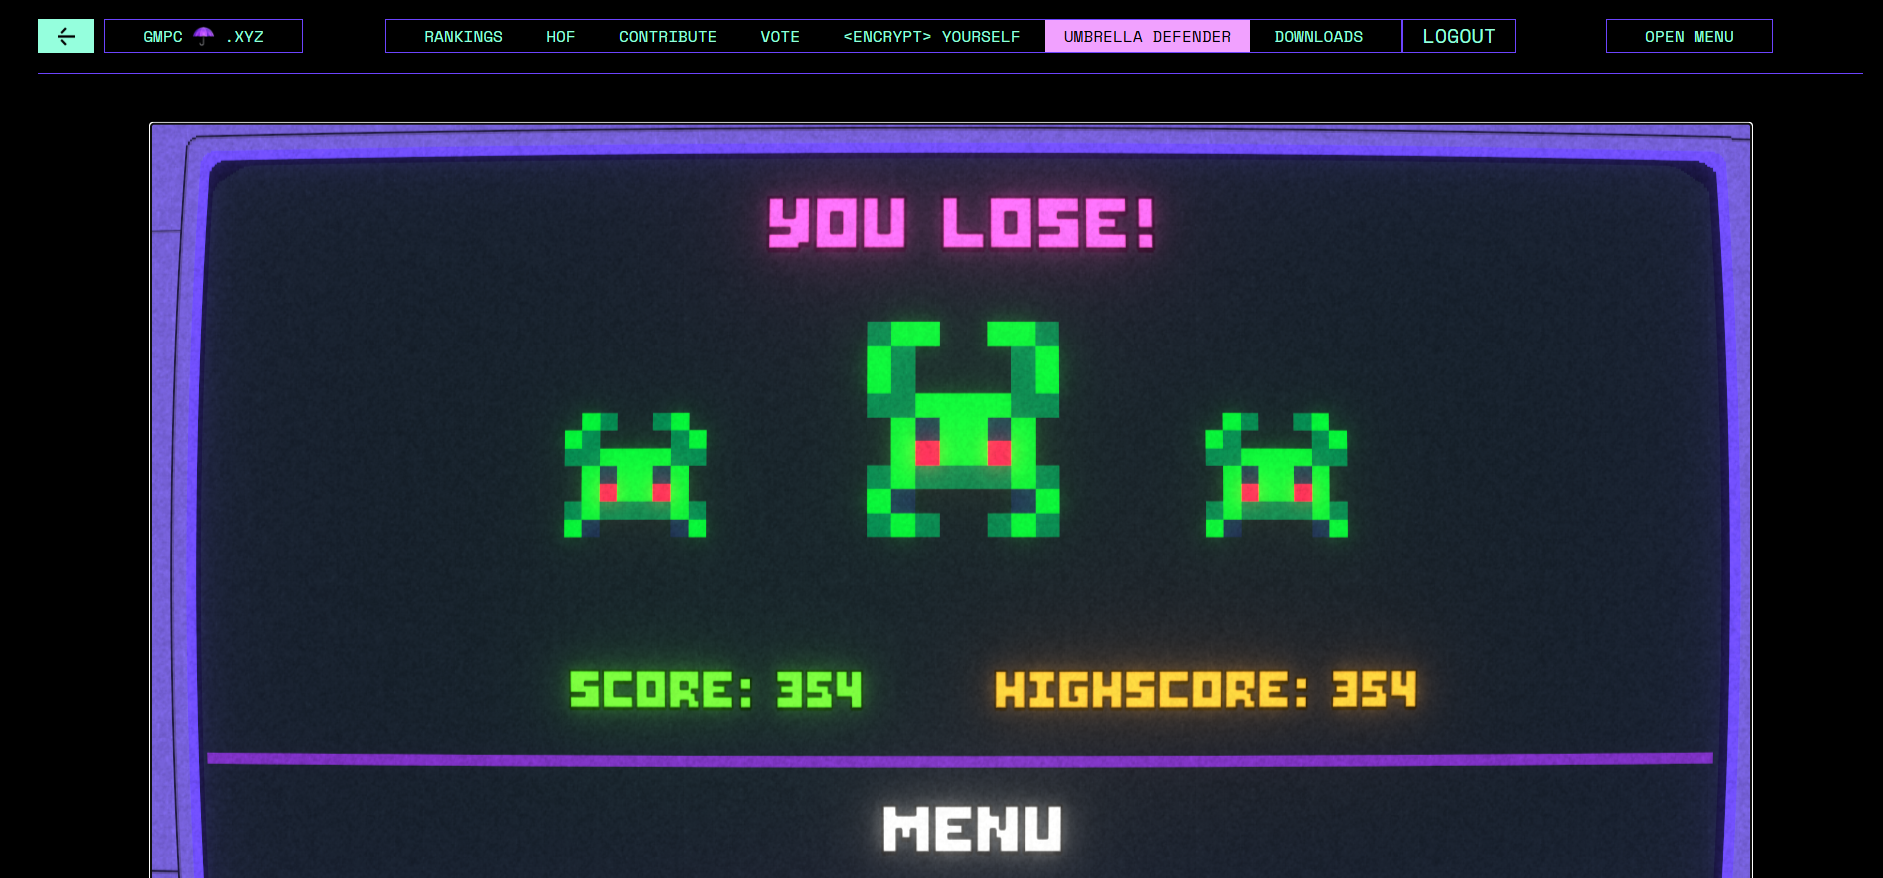 GMPC ☂ .XYZ
RANKINGS HOF CONTRIBUTE VOTE <ENCRYPT> YOURSELF UMBRELLA DEFENDER DOWNLOADS LOGOUT
OPEN MENU
YOU LOSE!
SCORE: 354 HIGHSCORE: 354
MENU